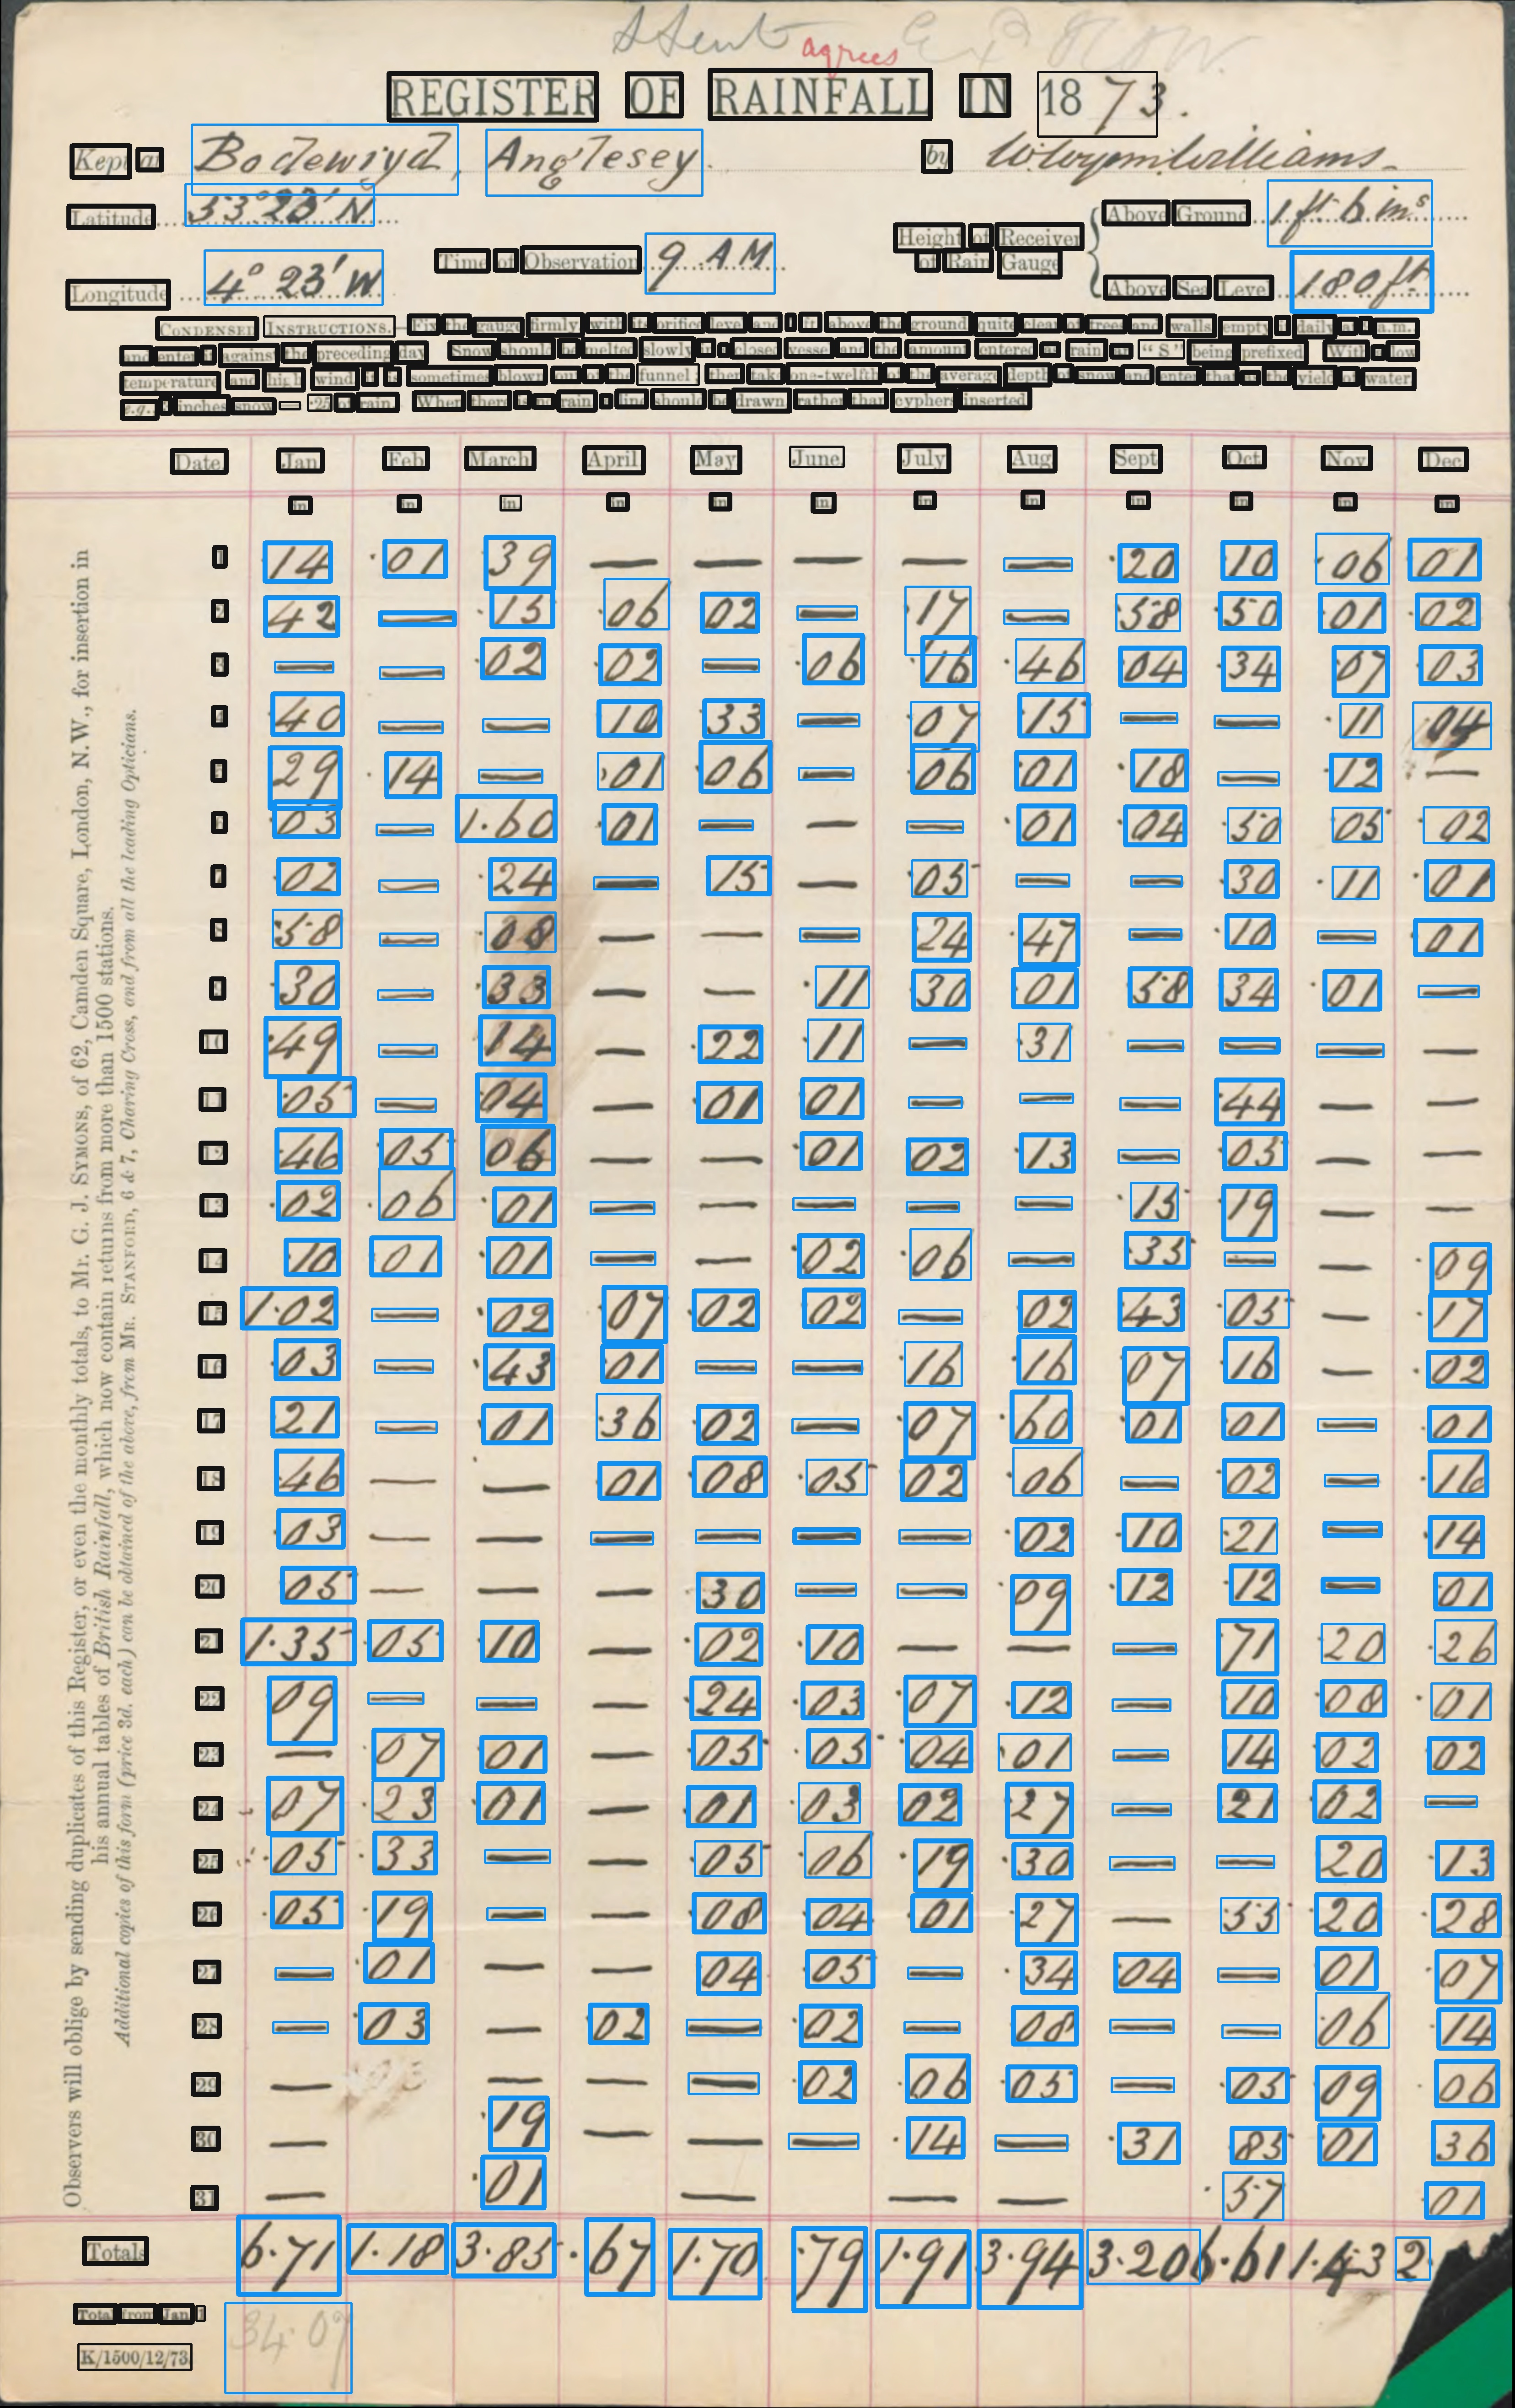 Stent agrees
REGISTER OF RAINFALL IN 1873.
Kept at Bodewryd, Anglesey. by W. Wynn Williams
Latitude 53° 23' N
Above Ground 1 ft 6 ins
Time of Observation 9 A M
Height of Receiver of Rain Gauge
Longitude 4° 23' W
Above Sea Level 180 ft
CONDENSED INSTRUCTIONS.—Fix the gauge firmly with its orifice level and 1 ft. above the ground quite clear of trees and walls empty it daily at 9 a.m.
and enter it against the preceding day Snow should be melted slowly in a closed vessel and the amount entered as rain an "S" being prefixed With a low
temperature and high wind it is sometimes blown out of the funnel; then take one-twelfth of the average depth of snow and enter that as the yield of water
e.g. 3 inches snow — ·25 of rain. When there is no rain a line should be drawn rather than cyphers inserted
Date Jan Feb March April May June July Aug Sept Oct Nov Dec
in in in in in in in in in in in in
1 ·14 ·01 ·39 — — — — — ·20 ·10 ·06 01
2 ·42 — ·15 ·06 02 — ·17 — ·58 ·50 01 ·02
3 — — ·02 ·02 — ·06 ·16 ·46 ·04 ·34 ·07 ·03
4 ·40 — — ·10 ·33 — ·07 ·15 — — ·11 ·04
5 ·29 ·14 — ·01 ·06 — ·06 ·01 ·18 — ·12 —
6 ·03 — 1·60 ·01 — — — ·01 ·04 ·50 ·05 ·02
7 ·02 — ·24 — ·15 — ·05 — — ·30 ·11 ·01
8 ·58 — ·08 — — — ·24 ·47 — ·10 — ·01
9 ·30 — ·33 — — ·11 ·30 ·01 ·58 ·34 ·01 —
10 ·49 — ·14 — ·22 ·11 — ·31 — — — —
11 ·05 — ·04 — ·01 ·01 — — — ·44 — —
12 ·46 ·05 ·06 — — ·01 ·02 ·13 — ·05 — —
13 ·02 ·06 ·01 — — — — — ·15 ·19 — —
14 ·10 ·01 ·01 — — ·02 ·06 — ·35 — — ·09
15 1·02 — ·02 ·07 ·02 ·02 — ·02 ·43 ·05 — ·17
16 ·03 — ·43 ·01 — — ·16 ·16 ·07 ·16 — ·02
17 ·21 — ·01 ·36 ·02 — ·07 ·60 ·01 ·01 — ·01
18 ·46 — — ·01 ·08 ·05 ·02 ·06 — ·02 — ·16
19 ·03 — — — — — — ·02 ·10 ·21 — ·14
20 ·05 — — — ·30 — — ·09 ·12 ·12 — ·01
21 1·35 ·05 ·10 — ·02 ·10 — — — ·71 ·20 ·26
22 ·09 — — — ·24 ·03 ·07 ·12 — ·10 ·08 ·01
23 — ·07 ·01 — ·05 ·05 ·04 ·01 — ·14 ·02 ·02
24 ·07 ·23 ·01 — ·01 ·03 ·02 ·27 — ·21 ·02 —
25 ·05 ·33 — — ·05 ·06 ·19 ·30 — — ·20 ·13
26 ·05 ·19 — — ·08 ·04 ·01 ·27 — ·55 ·20 ·28
27 — ·01 — — ·04 ·05 — ·34 ·04 — ·01 ·07
28 — ·03 — ·02 — ·02 — ·08 — — ·06 ·14
29 — — — — ·02 ·06 ·05 — ·05 ·09 ·06
30 — ·19 — — — ·14 — ·31 ·85 ·01 ·36
31 — ·01 — — — ·57 01
Totals 6·71 1·18 3·85 ·67 1·70 ·79 1·91 3·94 3·20 6·61 1·43 2
Total from Jan 1 34·07
K/1500/12/73.
Observers will oblige by sending duplicates of this Register, or even the monthly totals, to Mr. G. J. SYMONS, of 62, Camden Square, London, N.W., for insertion in
his annual tables of British Rainfall, which now contain returns from more than 1500 stations.
Additional copies of this form (price 3d. each) can be obtained of the above, from MR. STANFORD, 6 & 7, Charing Cross, and from all the leading Opticians.